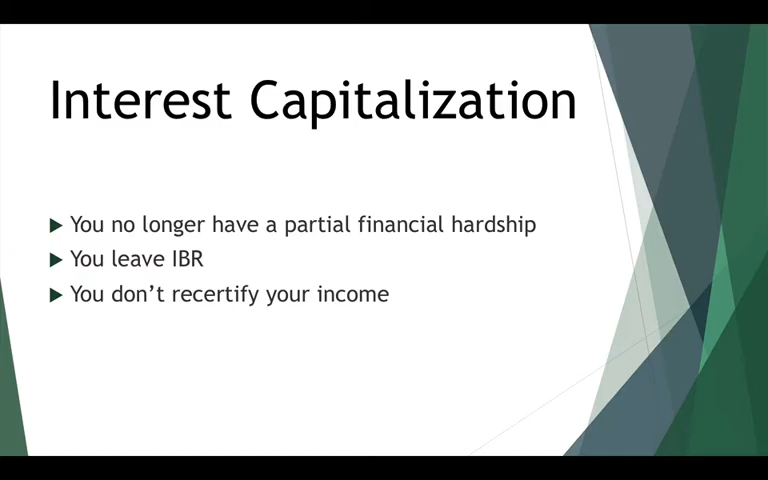 Interest Capitalization
You no longer have a partial financial hardship
You leave IBR
You don’t recertify your income